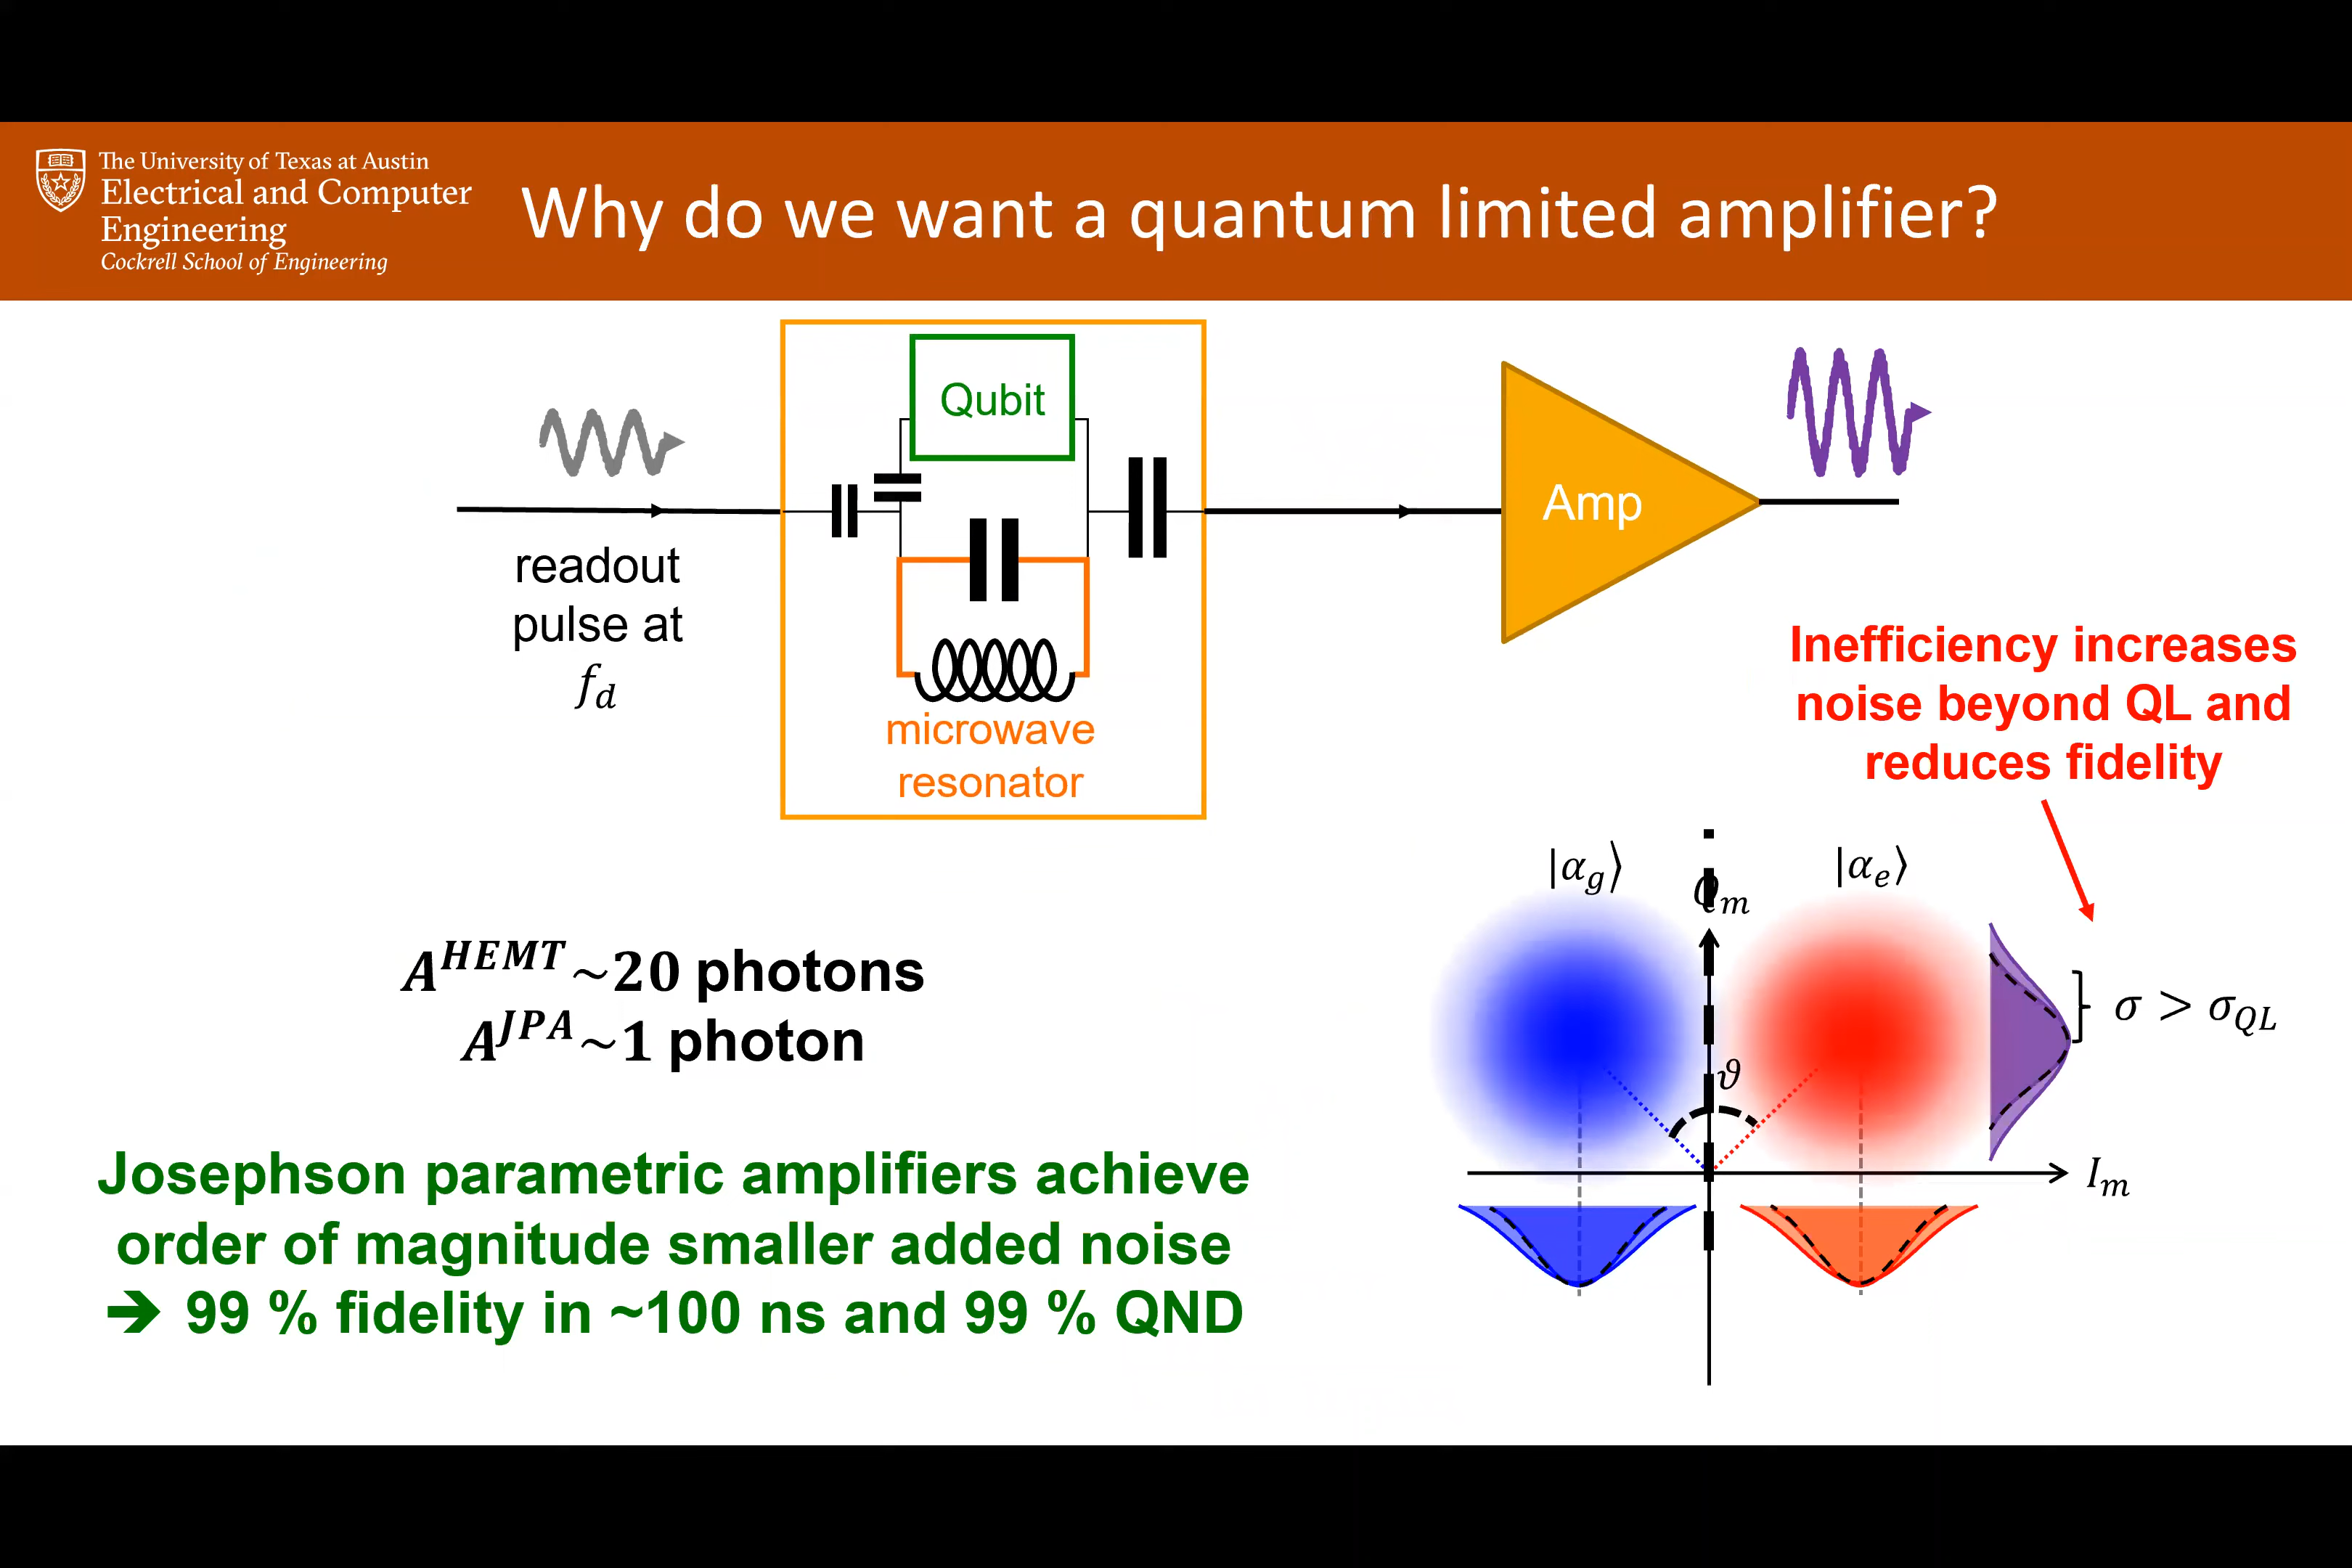 The University of Texas at Austin
Electrical and Computer
Engineering
Cockrell School of Engineering
Why do we want a quantum limited amplifier?
Qubit
Amp
readout
pulse at
f_d
microwave
resonator
Inefficiency increases
noise beyond QL and
reduces fidelity
|α_g⟩
Q_m
|α_e⟩
A^HEMT~20 photons
A^JPA~1 photon
σ > σ_QL
ϑ
I_m
Josephson parametric amplifiers achieve
order of magnitude smaller added noise
➔ 99 % fidelity in ~100 ns and 99 % QND